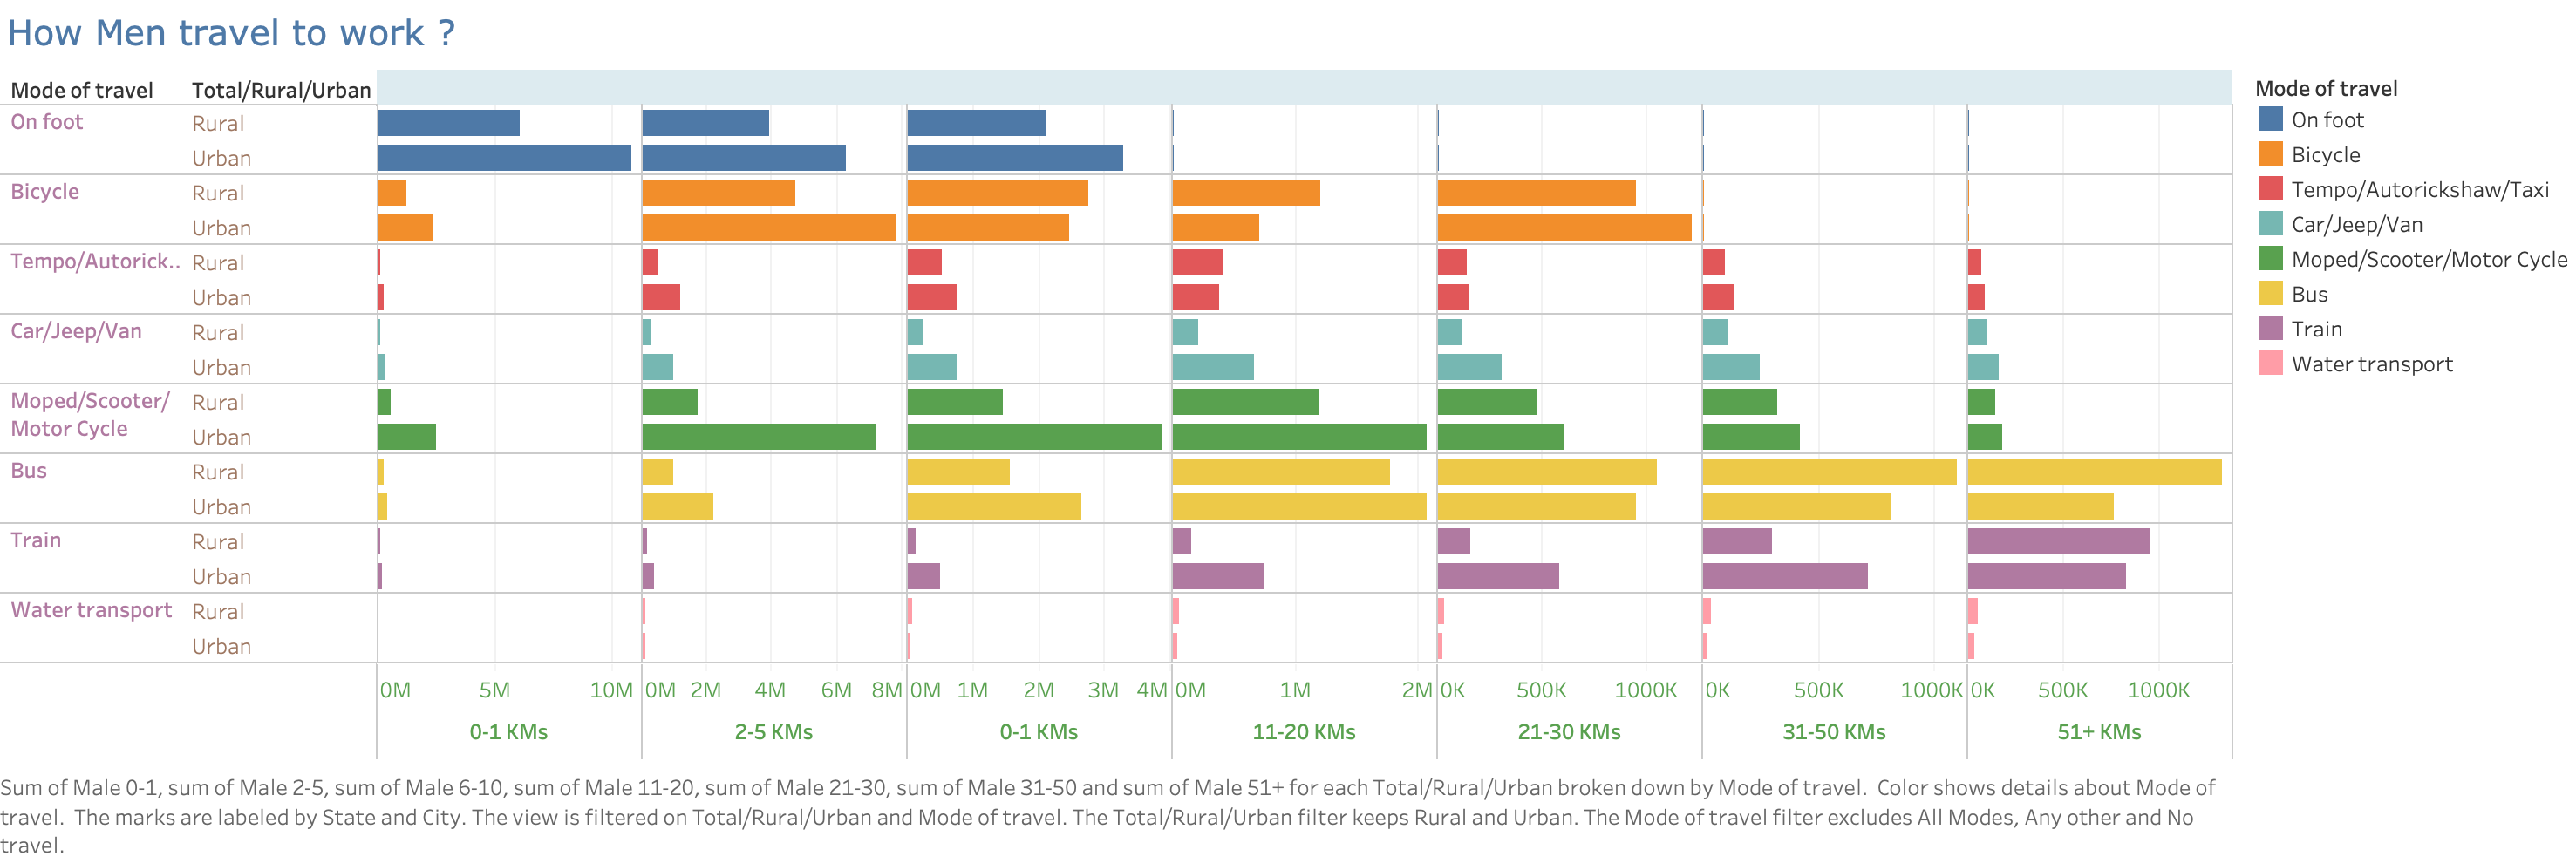 How Men travel to work ?
Mode of travel Total/Rural/Urban
On foot Rural
Urban
Bicycle Rural
Urban
Tempo/Autorick.. Rural
Urban
Car/Jeep/Van Rural
Urban
Moped/Scooter/ Rural
Motor Cycle Urban
Bus Rural
Urban
Train Rural
Urban
Water transport Rural
Urban
0M 5M 10M 0M 2M 4M 6M 8M 0M 1M 2M 3M 4M 0M 1M 2M 0K 500K 1000K 0K 500K 1000K 0K 500K 1000K
0-1 KMs 2-5 KMs 0-1 KMs 11-20 KMs 21-30 KMs 31-50 KMs 51+ KMs
Mode of travel
On foot
Bicycle
Tempo/Autorickshaw/Taxi
Car/Jeep/Van
Moped/Scooter/Motor Cycle
Bus
Train
Water transport
Sum of Male 0-1, sum of Male 2-5, sum of Male 6-10, sum of Male 11-20, sum of Male 21-30, sum of Male 31-50 and sum of Male 51+ for each Total/Rural/Urban broken down by Mode of travel.  Color shows details about Mode of
travel.  The marks are labeled by State and City. The view is filtered on Total/Rural/Urban and Mode of travel. The Total/Rural/Urban filter keeps Rural and Urban. The Mode of travel filter excludes All Modes, Any other and No
travel.